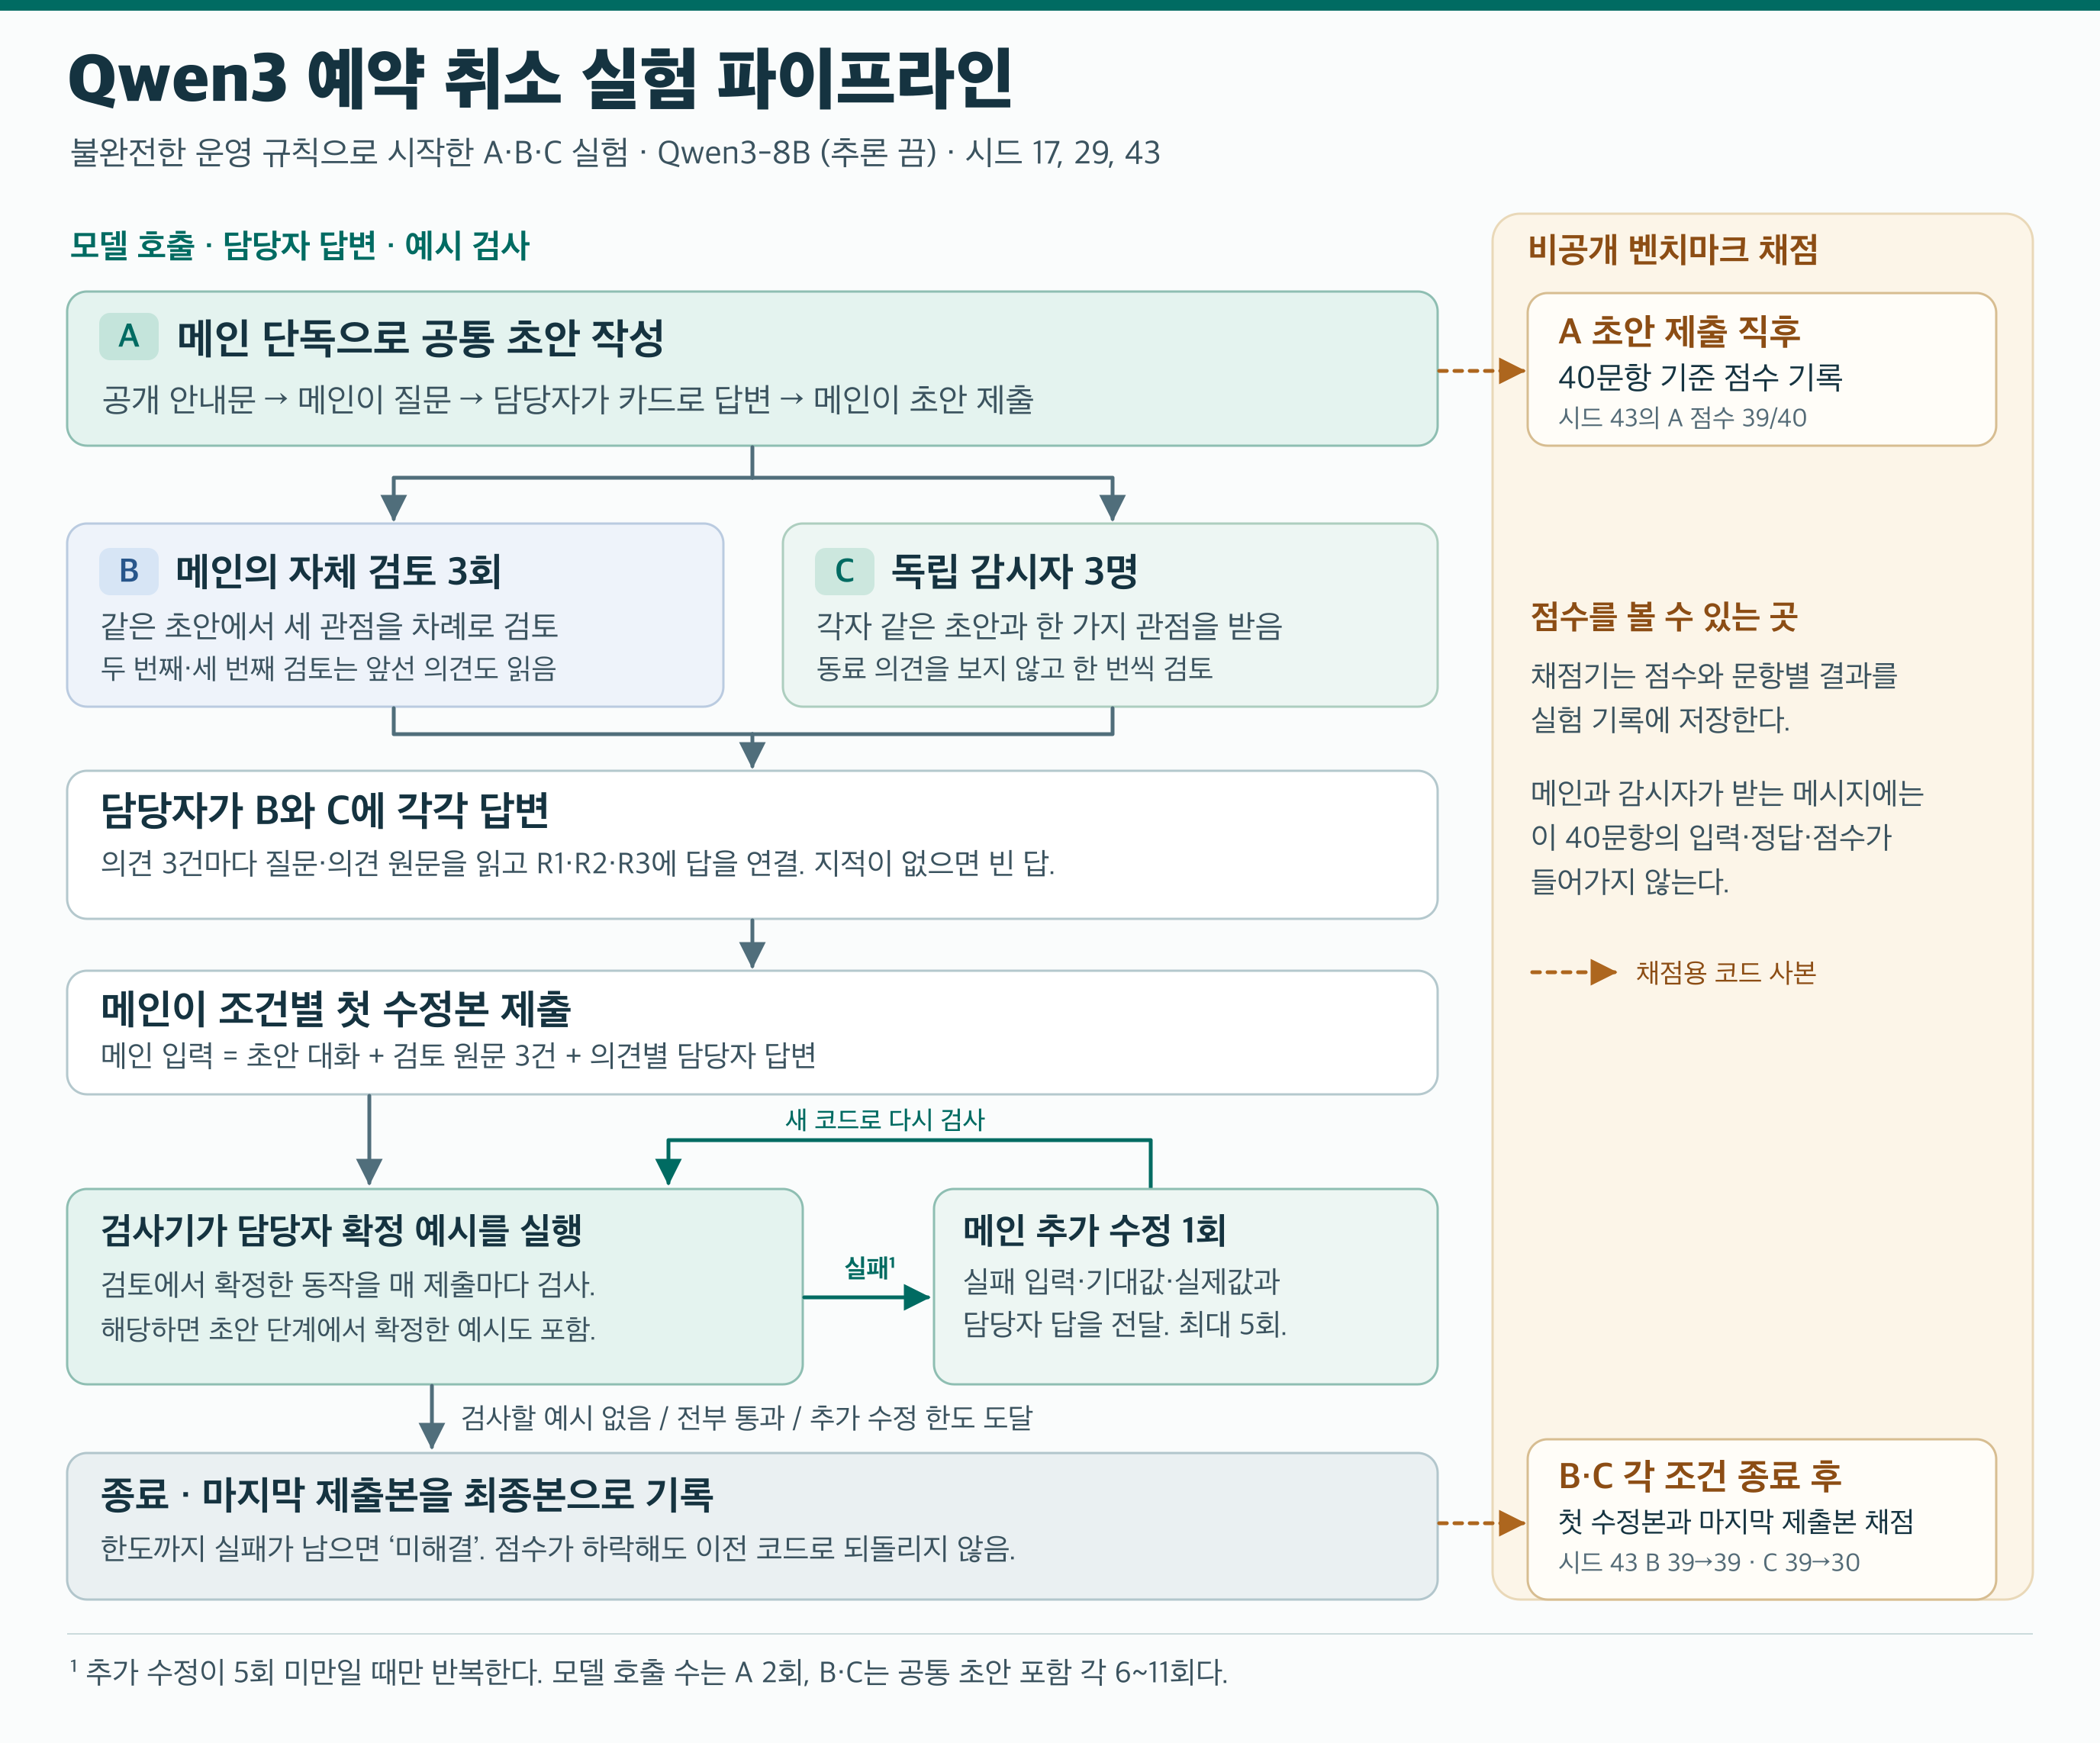 Qwen3 예약 취소 실험 파이프라인
불완전한 운영 규칙으로 시작한 A·B·C 실험 · Qwen3-8B (추론 끔) · 시드 17, 29, 43
모델 호출 · 담당자 답변 · 예시 검사
A 메인 단독으로 공통 초안 작성
공개 안내문 → 메인이 질문 → 담당자가 카드로 답변 → 메인이 초안 제출
B 메인의 자체 검토 3회
같은 초안에서 세 관점을 차례로 검토
두 번째·세 번째 검토는 앞선 의견도 읽음
C 독립 감시자 3명
각자 같은 초안과 한 가지 관점을 받음
동료 의견을 보지 않고 한 번씩 검토
담당자가 B와 C에 각각 답변
의견 3건마다 질문·의견 원문을 읽고 R1·R2·R3에 답을 연결. 지적이 없으면 빈 답.
메인이 조건별 첫 수정본 제출
메인 입력 = 초안 대화 + 검토 원문 3건 + 의견별 담당자 답변
새 코드로 다시 검사
검사기가 담당자 확정 예시를 실행
검토에서 확정한 동작을 매 제출마다 검사.
해당하면 초안 단계에서 확정한 예시도 포함.
실패¹
메인 추가 수정 1회
실패 입력·기대값·실제값과
담당자 답을 전달. 최대 5회.
검사할 예시 없음 / 전부 통과 / 추가 수정 한도 도달
종료 · 마지막 제출본을 최종본으로 기록
한도까지 실패가 남으면 ‘미해결’. 점수가 하락해도 이전 코드로 되돌리지 않음.
비공개 벤치마크 채점
A 초안 제출 직후
40문항 기준 점수 기록
시드 43의 A 점수 39/40
점수를 볼 수 있는 곳
채점기는 점수와 문항별 결과를
실험 기록에 저장한다.
메인과 감시자가 받는 메시지에는
이 40문항의 입력·정답·점수가
들어가지 않는다.
채점용 코드 사본
B·C 각 조건 종료 후
첫 수정본과 마지막 제출본 채점
시드 43 B 39→39 · C 39→30
¹ 추가 수정이 5회 미만일 때만 반복한다. 모델 호출 수는 A 2회, B·C는 공통 초안 포함 각 6~11회다.